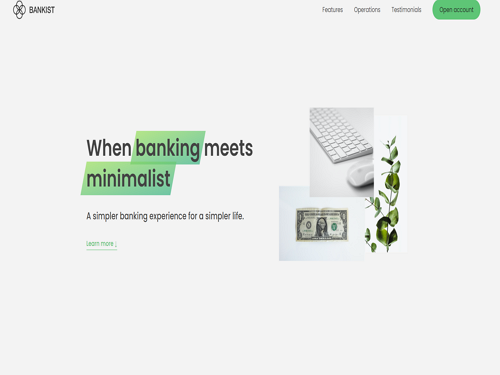 BANKIST
Features Operations Testimonials Open account
When banking meets
minimalist
A simpler banking experience for a simpler life.
Learn more ↓